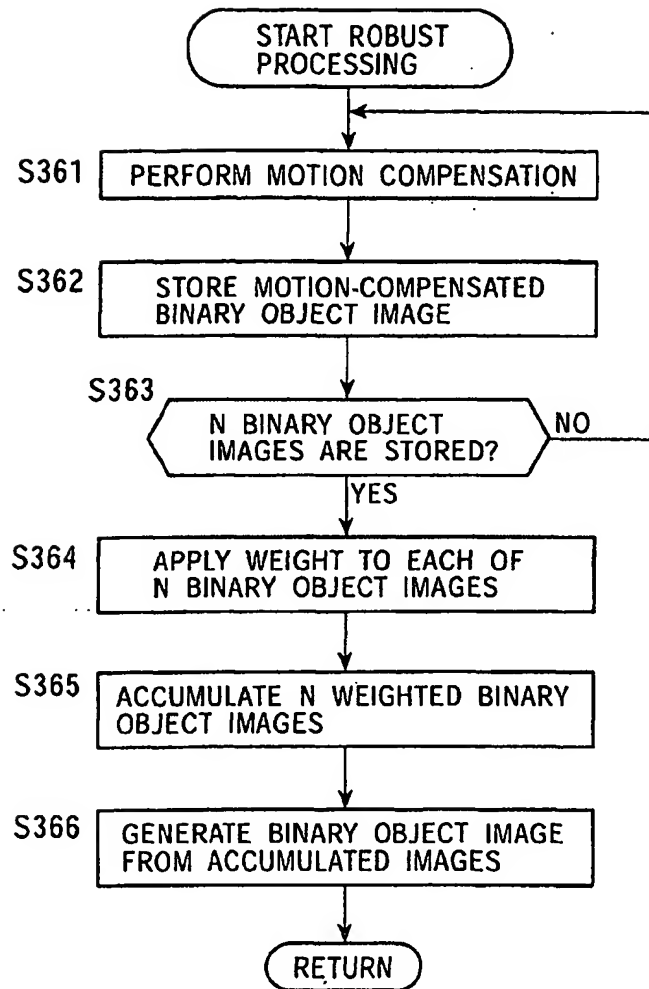 START ROBUST
PROCESSING
S361
PERFORM MOTION COMPENSATION
S362
STORE MOTION-COMPENSATED
BINARY OBJECT IMAGE
S363
N BINARY OBJECT
IMAGES ARE STORED?
NO
YES
S364
APPLY WEIGHT TO EACH OF
N BINARY OBJECT IMAGES
S365
ACCUMULATE N WEIGHTED BINARY
OBJECT IMAGES
S366
GENERATE BINARY OBJECT IMAGE
FROM ACCUMULATED IMAGES
RETURN